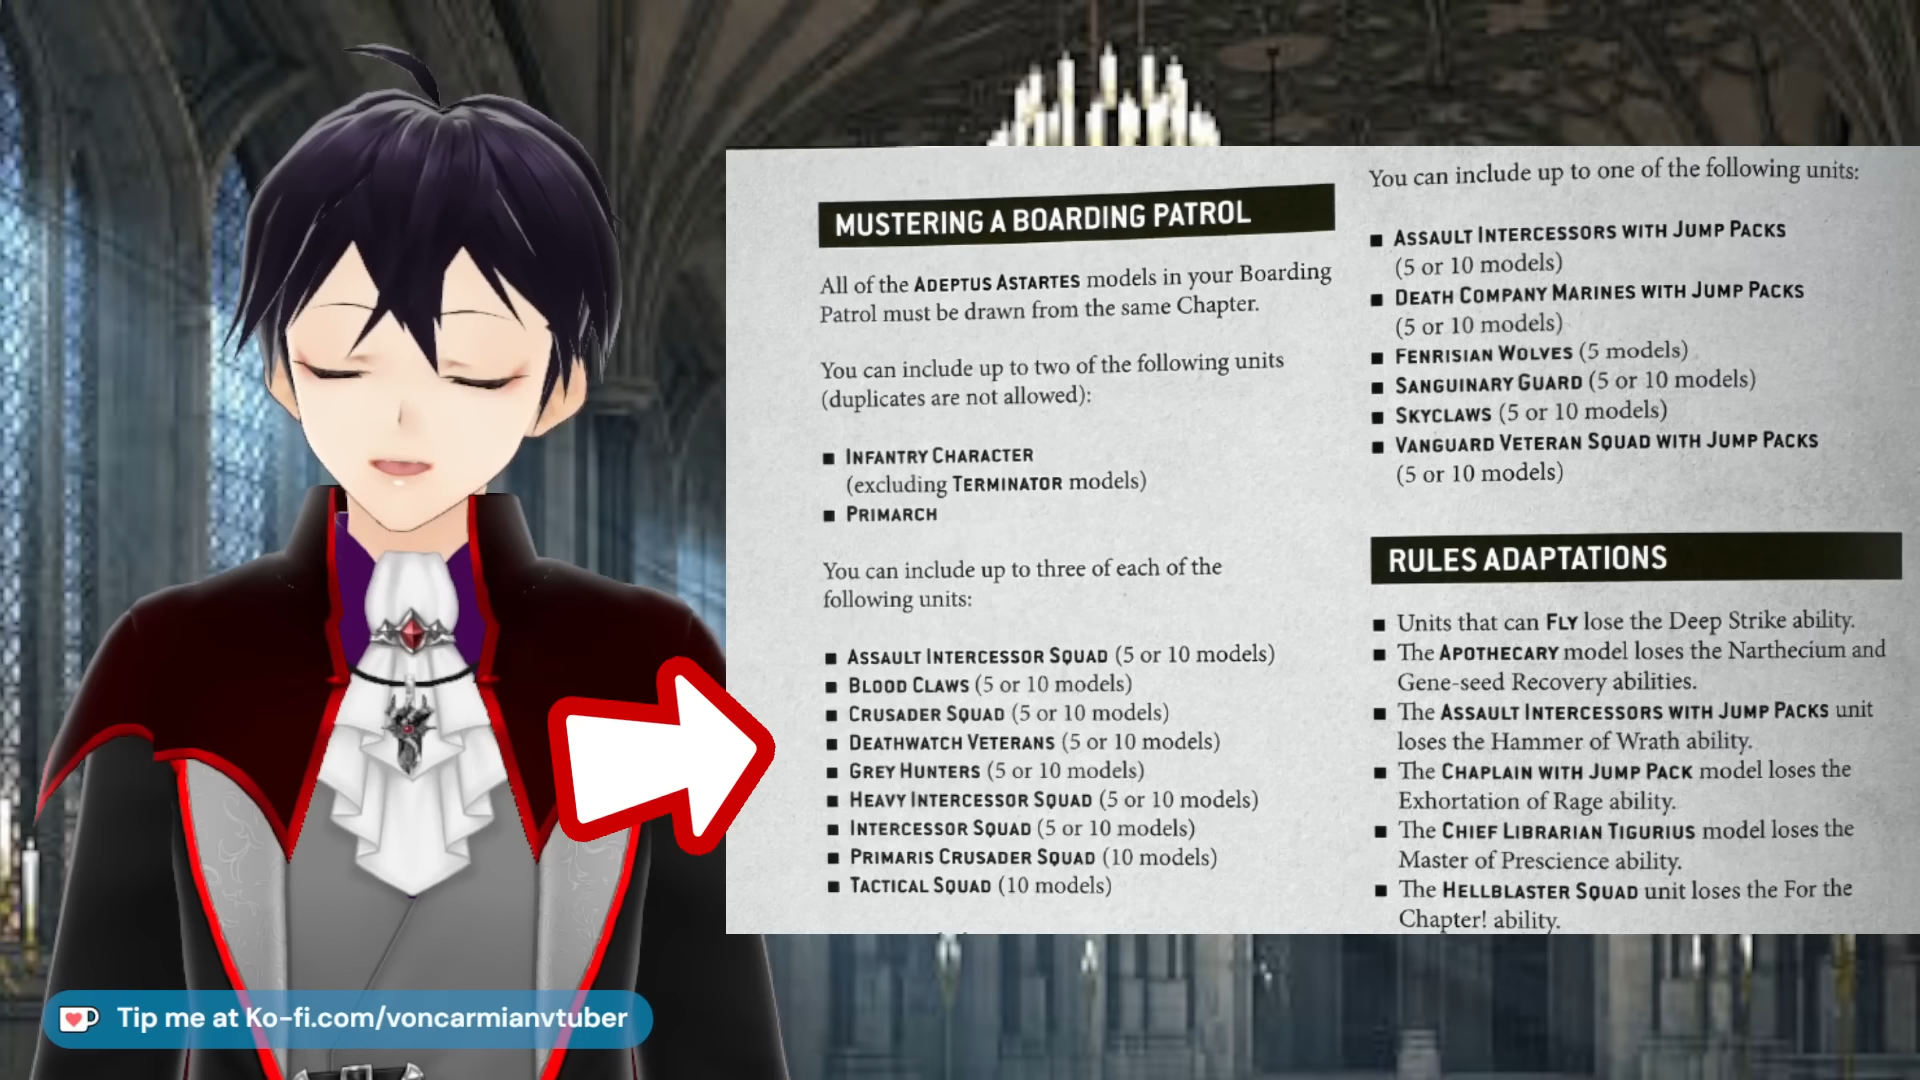 MUSTERING A BOARDING PATROL
All of the ADEPTUS ASTARTES models in your Boarding
Patrol must be drawn from the same Chapter.
You can include up to two of the following units
(duplicates are not allowed):
■ INFANTRY CHARACTER
(excluding TERMINATOR models)
■ PRIMARCH
You can include up to three of each of the
following units:
■ ASSAULT INTERCESSOR SQUAD (5 or 10 models)
■ BLOOD CLAWS (5 or 10 models)
■ CRUSADER SQUAD (5 or 10 models)
■ DEATHWATCH VETERANS (5 or 10 models)
■ GREY HUNTERS (5 or 10 models)
■ HEAVY INTERCESSOR SQUAD (5 or 10 models)
■ INTERCESSOR SQUAD (5 or 10 models)
■ PRIMARIS CRUSADER SQUAD (10 models)
■ TACTICAL SQUAD (10 models)
You can include up to one of the following units:
■ ASSAULT INTERCESSORS WITH JUMP PACKS
(5 or 10 models)
■ DEATH COMPANY MARINES WITH JUMP PACKS
(5 or 10 models)
■ FENRISIAN WOLVES (5 models)
■ SANGUINARY GUARD (5 or 10 models)
■ SKYCLAWS (5 or 10 models)
■ VANGUARD VETERAN SQUAD WITH JUMP PACKS
(5 or 10 models)
RULES ADAPTATIONS
■ Units that can FLY lose the Deep Strike ability.
■ The APOTHECARY model loses the Narthecium and
Gene-seed Recovery abilities.
■ The ASSAULT INTERCESSORS WITH JUMP PACKS unit
loses the Hammer of Wrath ability.
■ The CHAPLAIN WITH JUMP PACK model loses the
Exhortation of Rage ability.
■ The CHIEF LIBRARIAN TIGURIUS model loses the
Master of Prescience ability.
■ The HELLBLASTER SQUAD unit loses the For the
Chapter! ability.
Tip me at Ko-fi.com/voncarmianvtuber